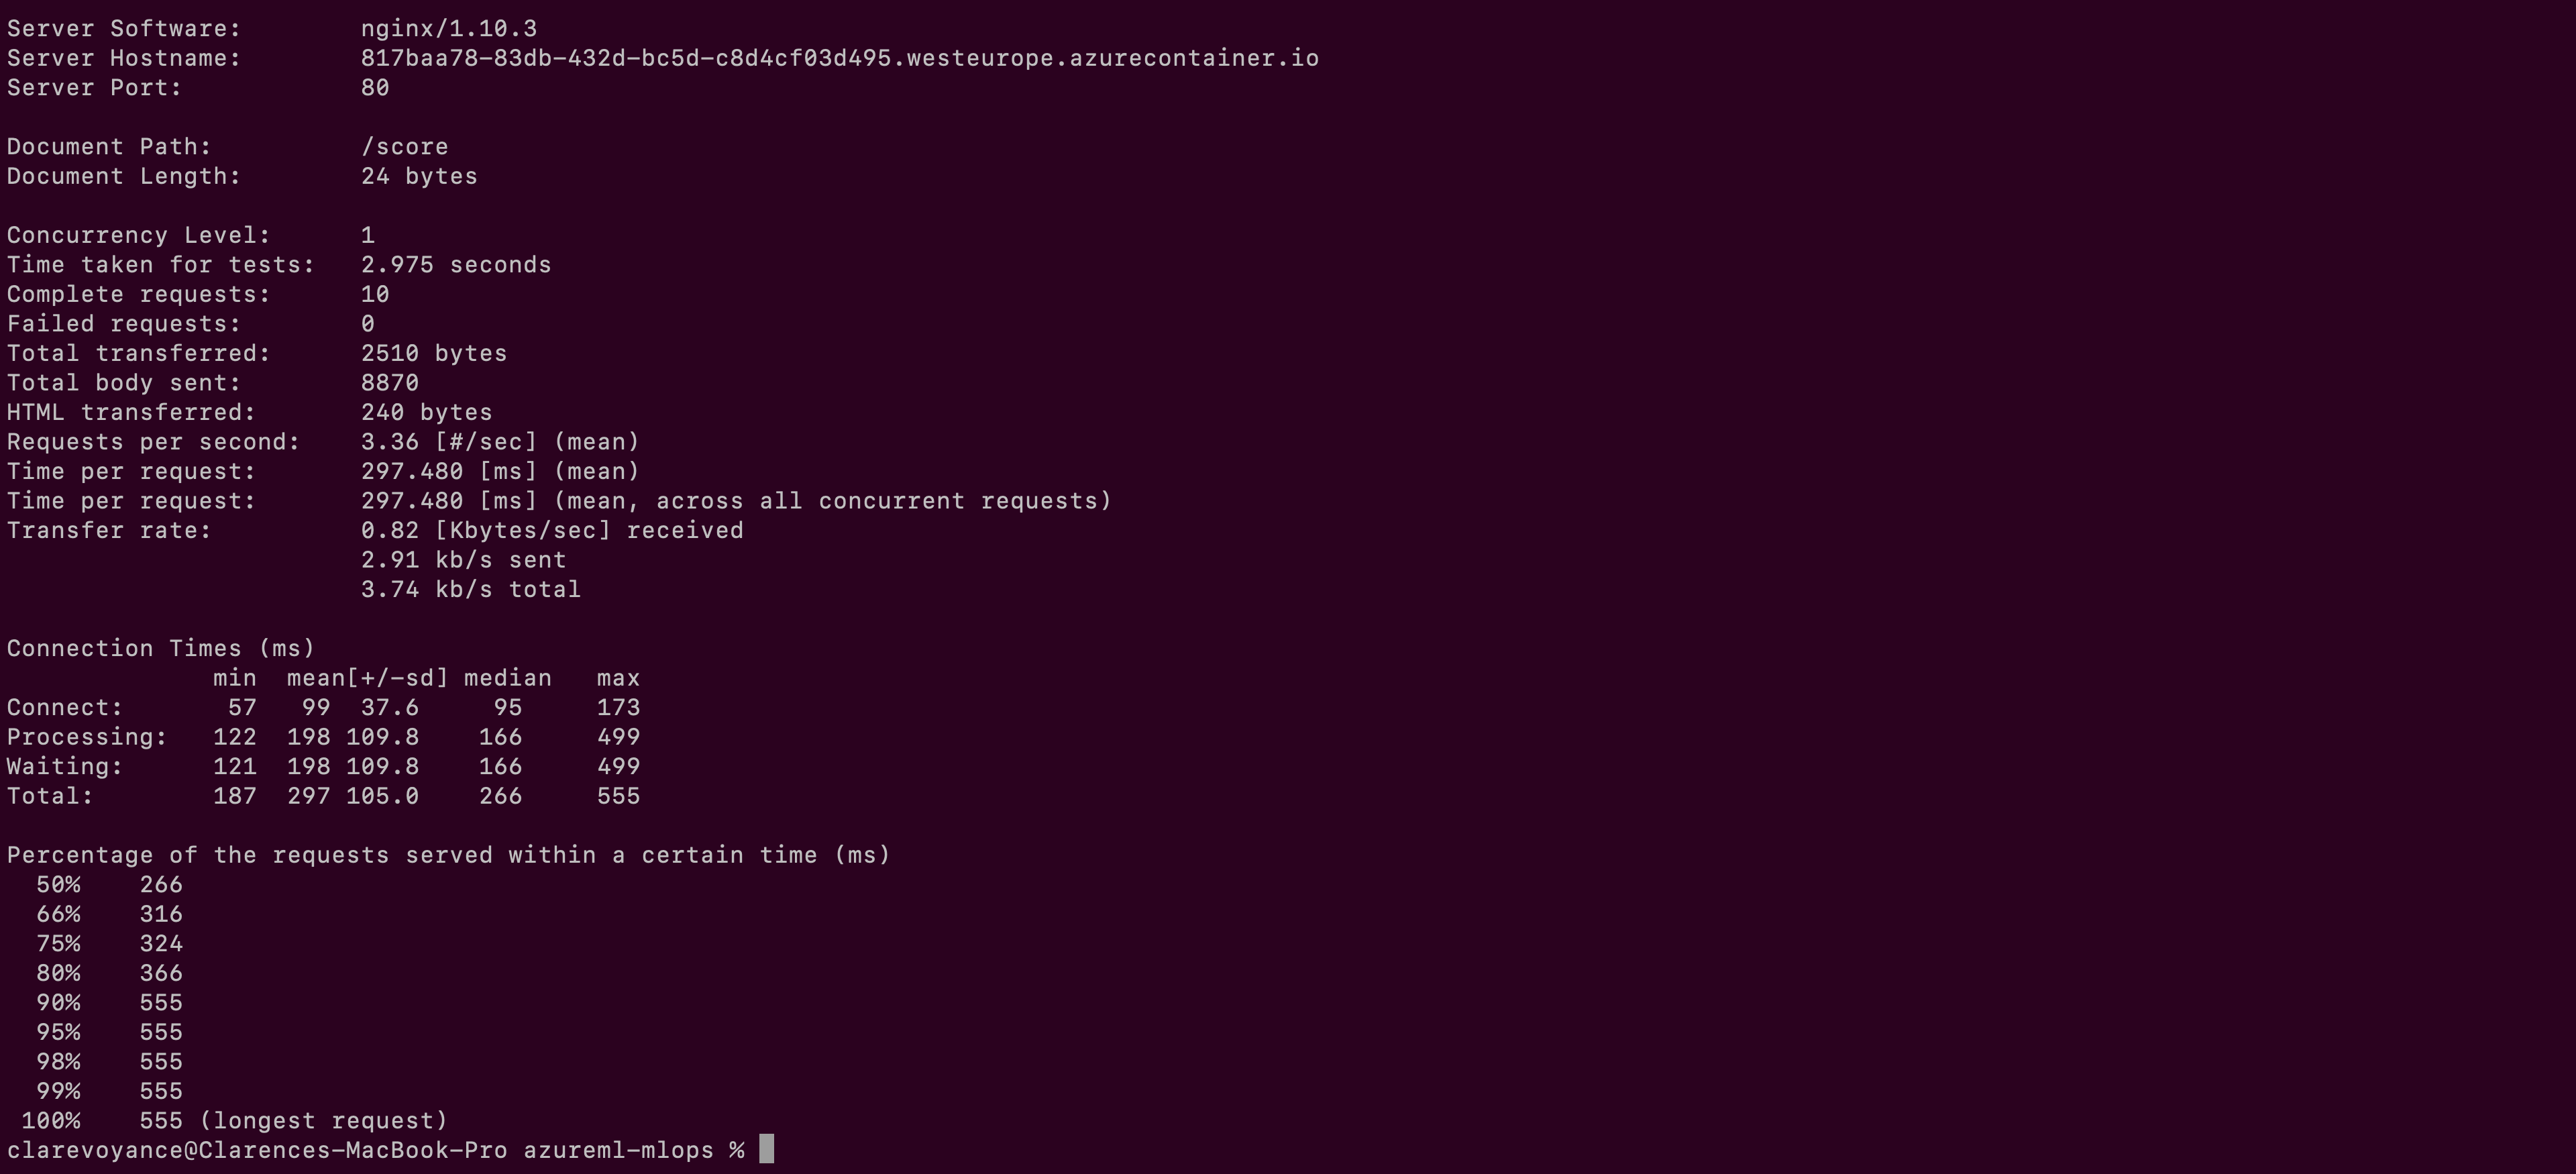 Server Software:        nginx/1.10.3
Server Hostname:        817baa78-83db-432d-bc5d-c8d4cf03d495.westeurope.azurecontainer.io
Server Port:            80

Document Path:          /score
Document Length:        24 bytes

Concurrency Level:      1
Time taken for tests:   2.975 seconds
Complete requests:      10
Failed requests:        0
Total transferred:      2510 bytes
Total body sent:        8870
HTML transferred:       240 bytes
Requests per second:    3.36 [#/sec] (mean)
Time per request:       297.480 [ms] (mean)
Time per request:       297.480 [ms] (mean, across all concurrent requests)
Transfer rate:          0.82 [Kbytes/sec] received
                        2.91 kb/s sent
                        3.74 kb/s total

Connection Times (ms)
              min  mean[+/-sd] median   max
Connect:       57   99  37.6     95     173
Processing:   122  198 109.8    166     499
Waiting:      121  198 109.8    166     499
Total:        187  297 105.0    266     555

Percentage of the requests served within a certain time (ms)
  50%    266
  66%    316
  75%    324
  80%    366
  90%    555
  95%    555
  98%    555
  99%    555
 100%    555 (longest request)
clarevoyance@Clarences-MacBook-Pro azureml-mlops %